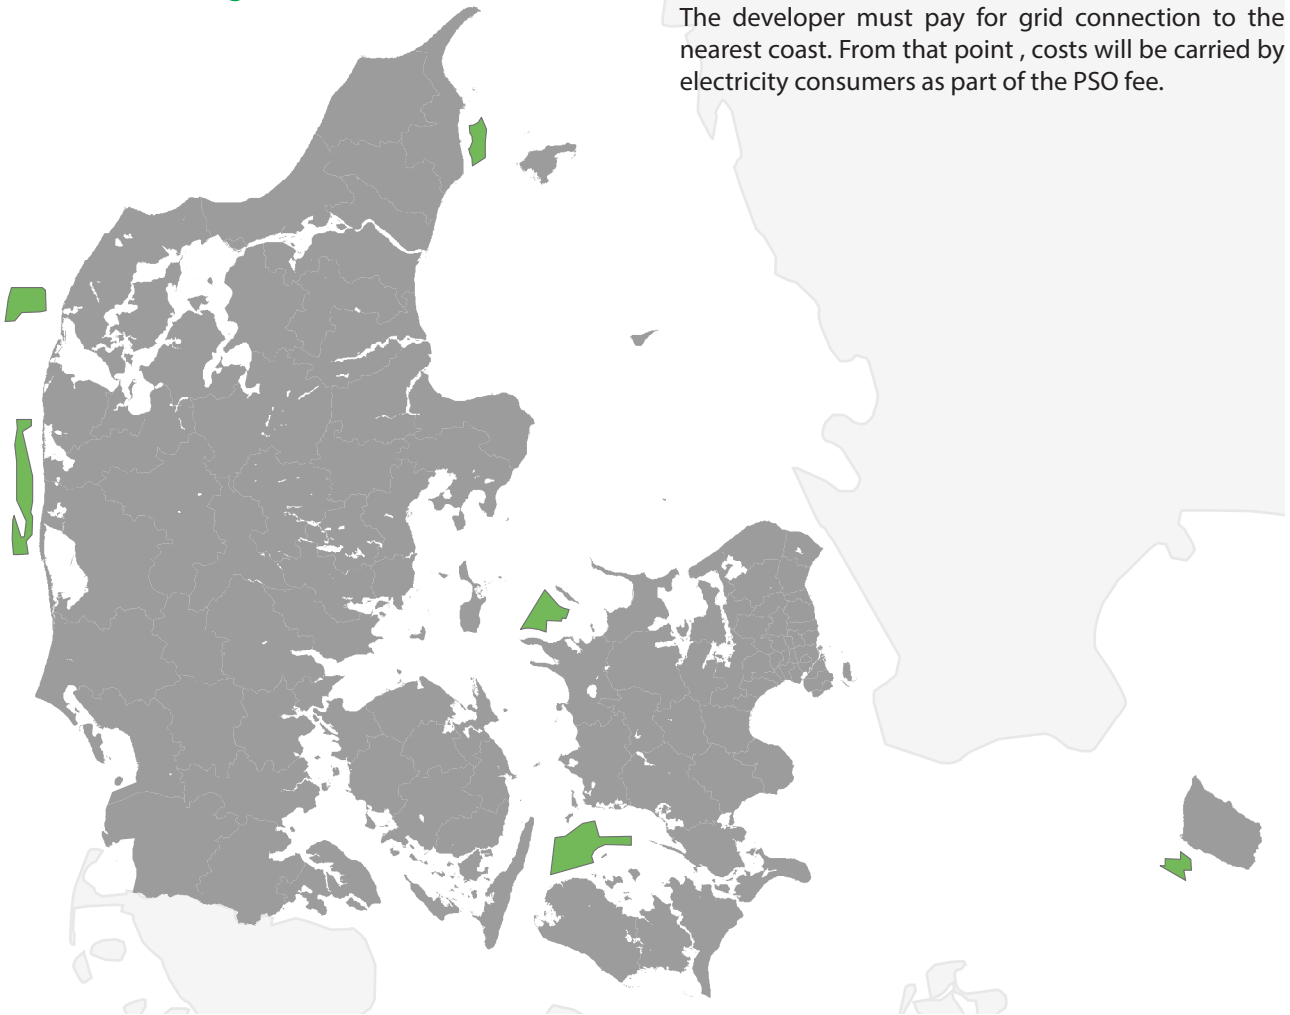 The developer must pay for grid connection to the
nearest coast. From that point , costs will be carried by
electricity consumers as part of the PSO fee.